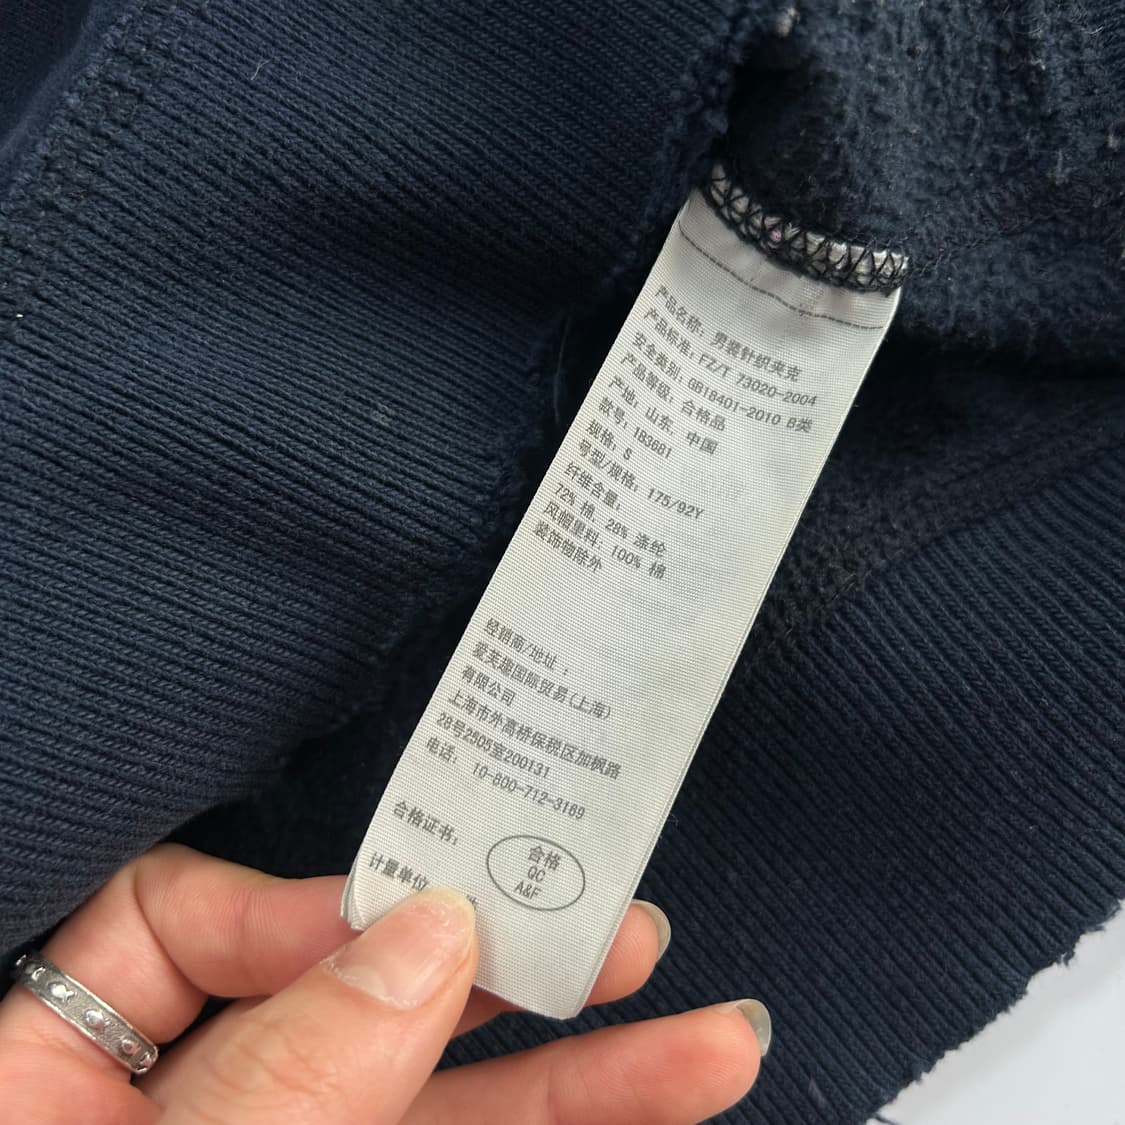 产品名称: 男装针织夹克
产品标准: FZ/T 73020-2004
安全类别: GB18401-2010 B类
产品等级: 合格品
产地: 山东 中国
款号: 183681
规格: S
号型/规格: 175/92Y
纤维含量:
72% 棉, 28% 涤纶
风帽里料, 100% 棉
装饰物除外
经销商/地址:
爱芙趣国际贸易(上海)
有限公司
上海市外高桥保税区加枫路
28号2805室200131
电话: 10-800-712-3169
合格证书:
合格
QC
A&F
计量单位